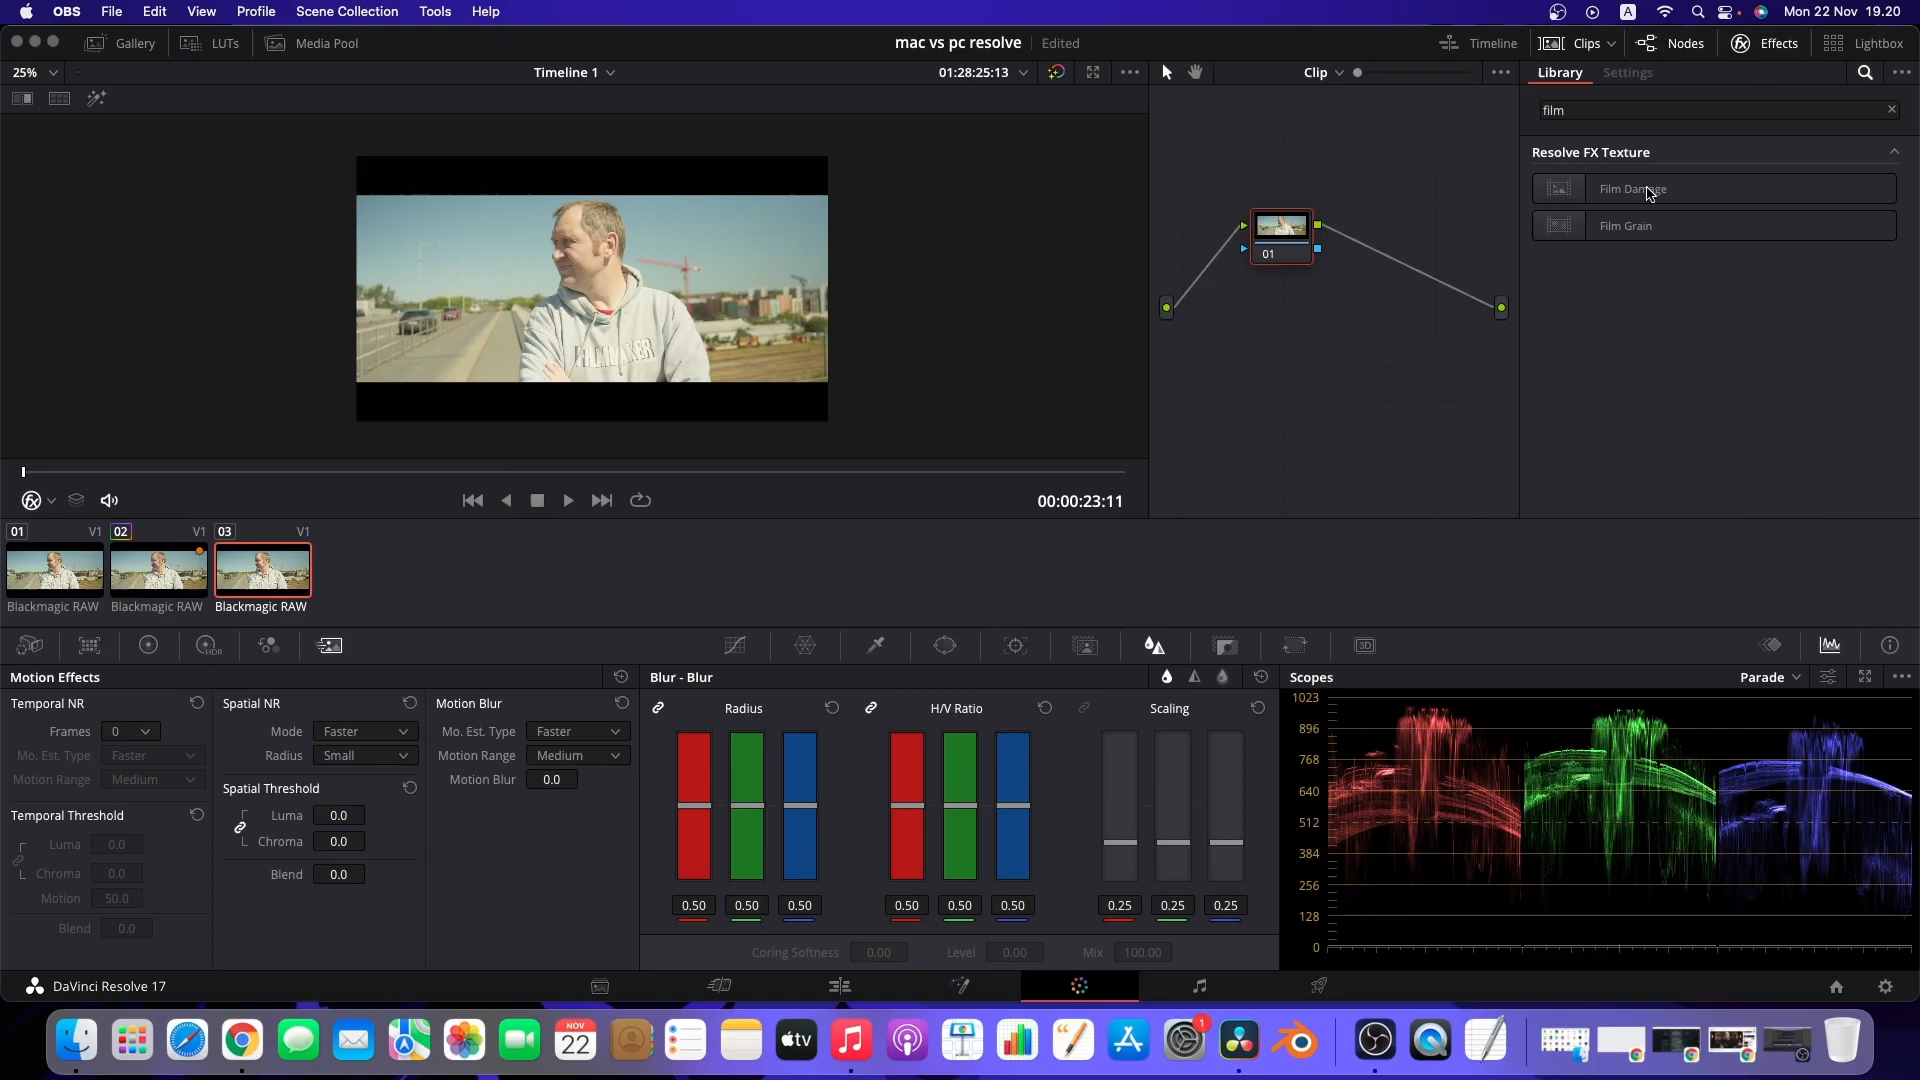 OBS File Edit View Profile Scene Collection Tools Help A Mon 22 Nov 19.20
Gallery LUTs Media Pool mac vs pc resolve Edited Timeline Clips Nodes Effects Lightbox
25% Timeline 1 01:28:25:13 Clip Library Settings
film
Resolve FX Texture
Film Damage
Film Grain
01
FILMMAKER
00:00:23:11
01 V1 02 V1 03 V1
Blackmagic RAW Blackmagic RAW Blackmagic RAW
HDR 3D
Motion Effects Blur - Blur Scopes Parade
Temporal NR Spatial NR Motion Blur Radius H/V Ratio Scaling
Frames 0 Mode Faster Mo. Est. Type Faster
Mo. Est. Type Faster Radius Small Motion Range Medium
Motion Range Medium Motion Blur 0.0
Spatial Threshold
Temporal Threshold Luma 0.0
Luma 0.0 Chroma 0.0
Chroma 0.0 Blend 0.0
Motion 50.0
Blend 0.0
0.50 0.50 0.50 0.50 0.50 0.50 0.25 0.25 0.25
Coring Softness 0.00 Level 0.00 Mix 100.00
1023
896
768
640
512
384
256
128
0
DaVinci Resolve 17
NOV
22
tv
1